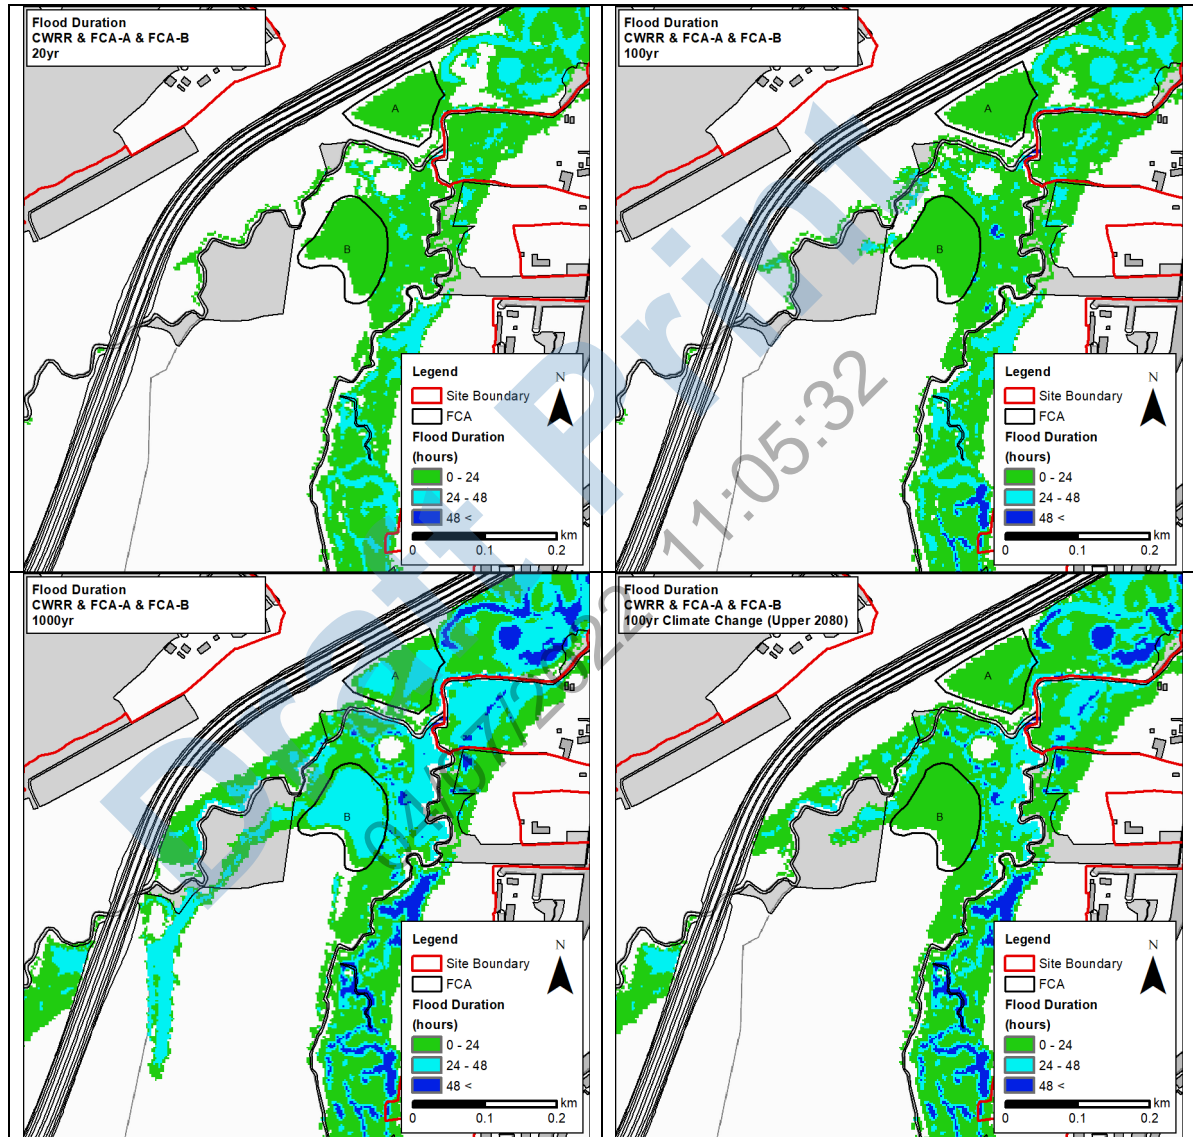 Flood Duration
CWRR & FCA-A & FCA-B
20yr
A
B
Legend
N
Site Boundary
FCA
Flood Duration
(hours)
0 - 24
24 - 48
48 <
km
0 0.1 0.2
Flood Duration
CWRR & FCA-A & FCA-B
100yr
A
B
Legend
N
Site Boundary
FCA
Flood Duration
(hours)
0 - 24
24 - 48
48 <
km
0 0.1 0.2
Flood Duration
CWRR & FCA-A & FCA-B
1000yr
A
B
Legend
N
Site Boundary
FCA
Flood Duration
(hours)
0 - 24
24 - 48
48 <
km
0 0.1 0.2
Flood Duration
CWRR & FCA-A & FCA-B
100yr Climate Change (Upper 2080)
A
B
Legend
N
Site Boundary
FCA
Flood Duration
(hours)
0 - 24
24 - 48
48 <
km
0 0.1 0.2
Print
11:05:32